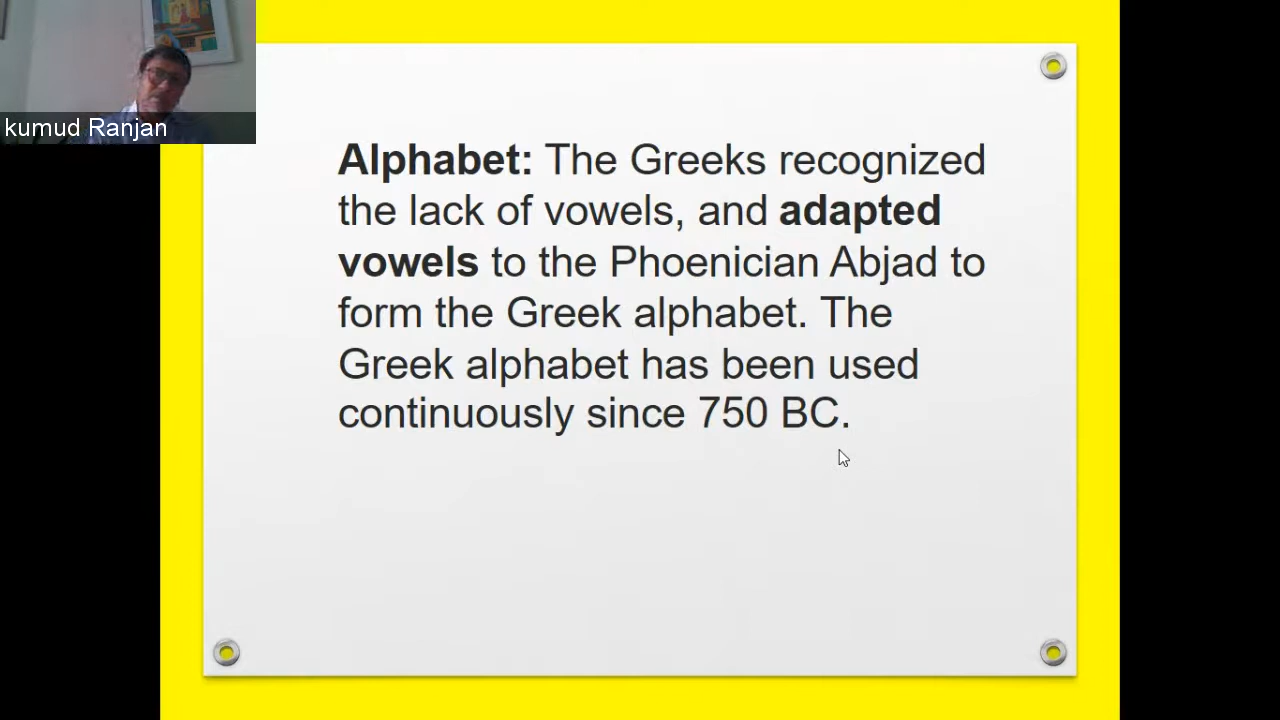 kumud Ranjan
Alphabet: The Greeks recognized
the lack of vowels, and adapted
vowels to the Phoenician Abjad to
form the Greek alphabet. The
Greek alphabet has been used
continuously since 750 BC.